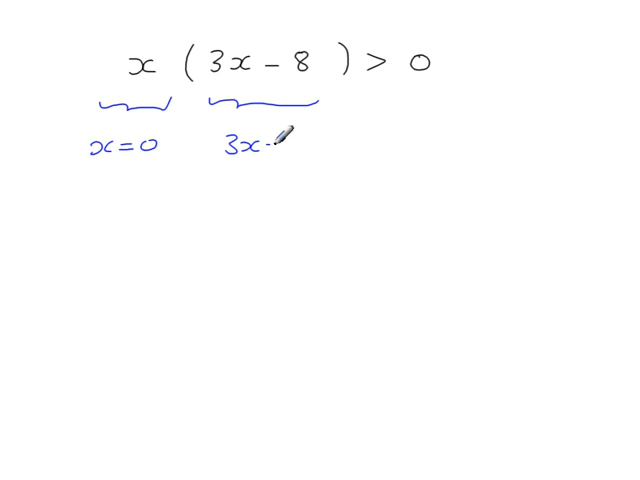 x ( 3x - 8 ) > 0
x = 0 3x -